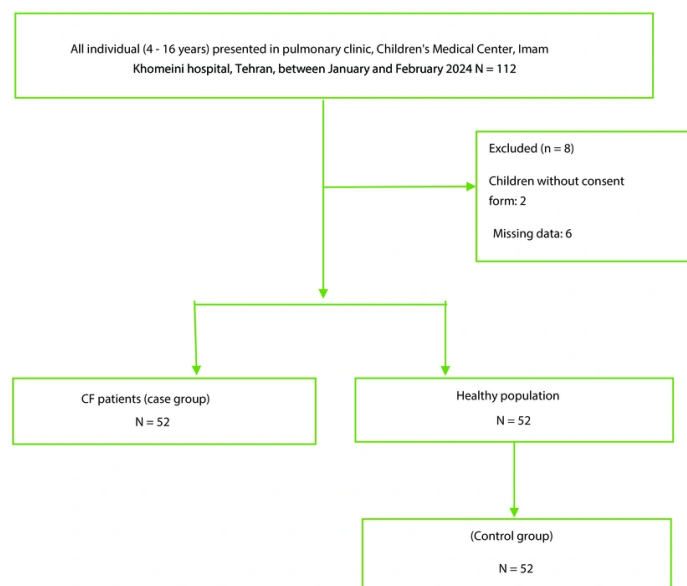 All individual (4 - 16 years) presented in pulmonary clinic, Children's Medical Center, Imam
Khomeini hospital, Tehran, between January and February 2024 N = 112
Excluded (n = 8)
Children without consent
form: 2
Missing data: 6
CF patients (case group)
N = 52
Healthy population
N = 52
(Control group)
N = 52